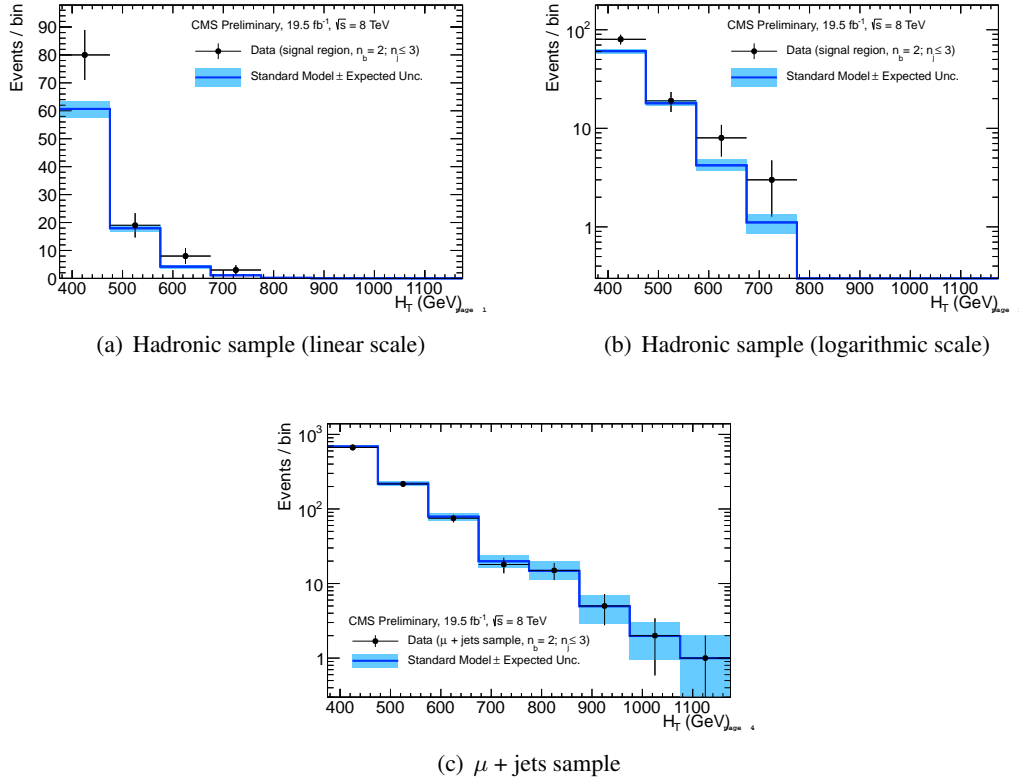 CMS Preliminary, 19.5 fb⁻¹, √s = 8 TeV
Data (signal region, n_b = 2; n_j ≤ 3)
Standard Model ± Expected Unc.
Events / bin
90
80
70
60
50
40
30
20
10
0
400 500 600 700 800 900 1000 1100
H_T (GeV)
page 1
(a) Hadronic sample (linear scale)
CMS Preliminary, 19.5 fb⁻¹, √s = 8 TeV
Data (signal region, n_b = 2; n_j ≤ 3)
Standard Model ± Expected Unc.
Events / bin
10²
10
1
400 500 600 700 800 900 1000 1100
H_T (GeV)
page
(b) Hadronic sample (logarithmic scale)
Events / bin
10³
10²
10
1
CMS Preliminary, 19.5 fb⁻¹, √s = 8 TeV
Data (μ + jets sample, n_b = 2; n_j ≤ 3)
Standard Model ± Expected Unc.
400 500 600 700 800 900 1000 1100
H_T (GeV)
page 4
(c) μ + jets sample